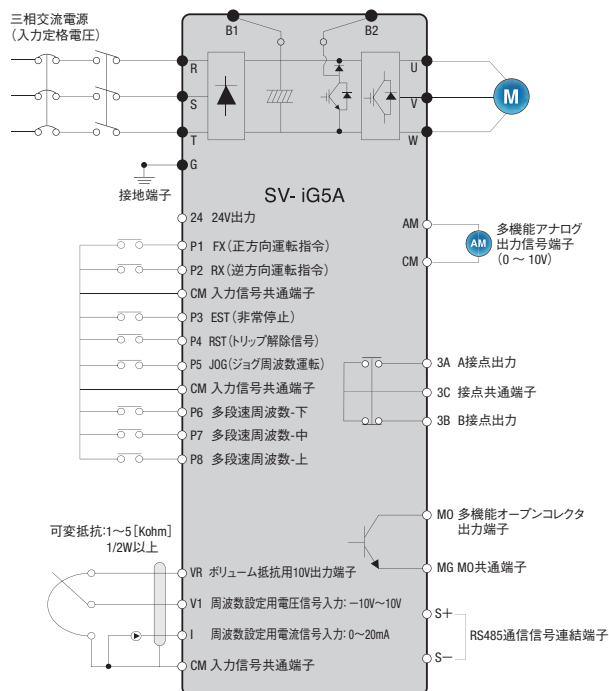 三相交流電源
(入力定格電圧)
B1
B2
R
S
T
G
U
V
W
M
接地端子
SV- iG5A
24 24V出力
P1 FX(正方向運転指令)
P2 RX(逆方向運転指令)
CM 入力信号共通端子
P3 EST(非常停止)
P4 RST(トリップ解除信号)
P5 JOG(ジョグ周波数運転)
CM 入力信号共通端子
P6 多段速周波数-下
P7 多段速周波数-中
P8 多段速周波数-上
AM
CM
AM
多機能アナログ
出力信号端子
(0 ～ 10V)
3A A接点出力
3C 接点共通端子
3B B接点出力
MO 多機能オープンコレクタ
出力端子
MG MO共通端子
可変抵抗:1～5[Kohm]
1/2W以上
VR ボリューム抵抗用10V出力端子
V1 周波数設定用電圧信号入力:－10V～10V
I 周波数設定用電流信号入力:0～20mA
CM 入力信号共通端子
S＋
S－
RS485通信信号連結端子